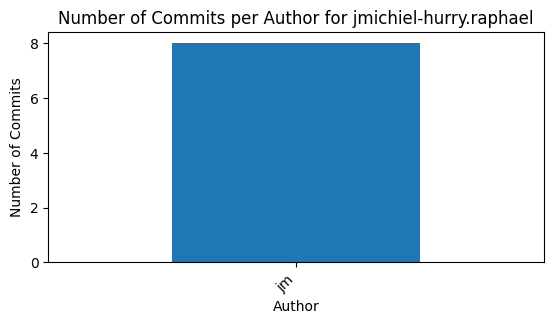 Number of Commits per Author for jmichiel-hurry.raphael
Number of Commits
8
6
4
2
0
jm
Author